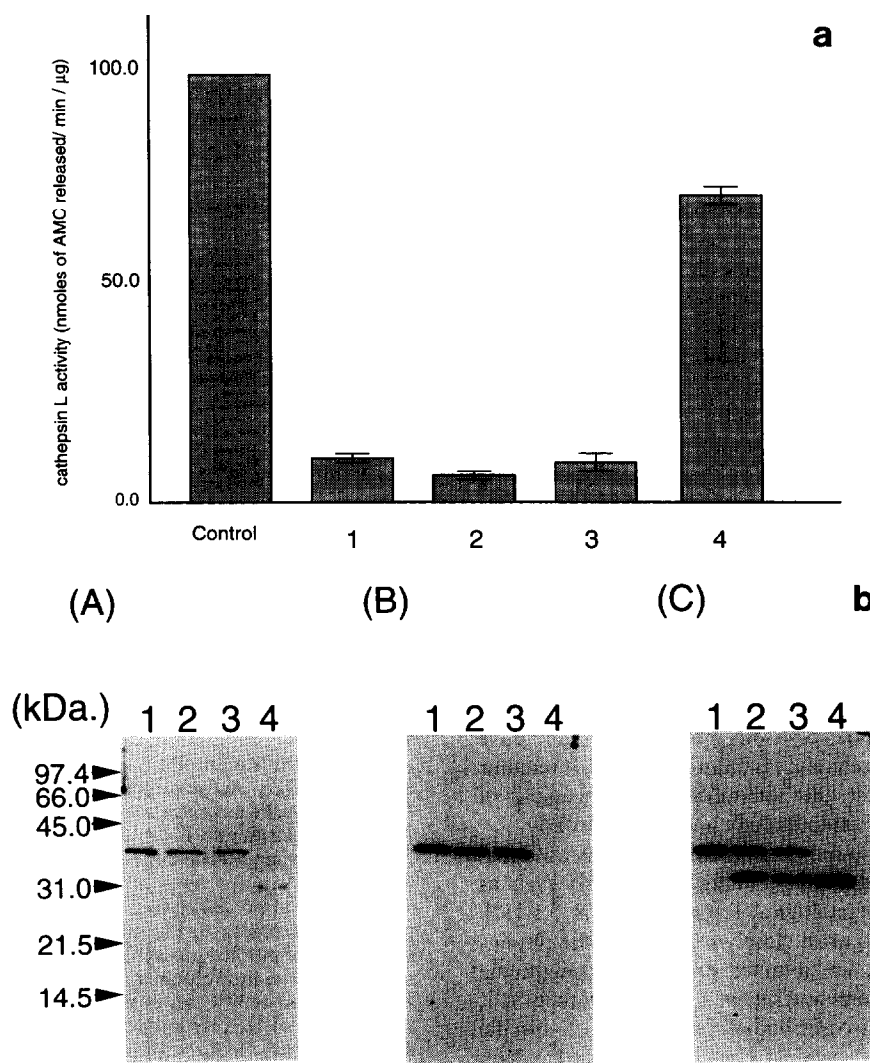 a
cathepsin L activity (nmoles of AMC released/ min / µg)
100.0
50.0
0.0
Control 1 2 3 4
(A) (B) (C) b
(kDa.)
1 2 3 4 1 2 3 4 1 2 3 4
97.4
66.0
45.0
31.0
21.5
14.5